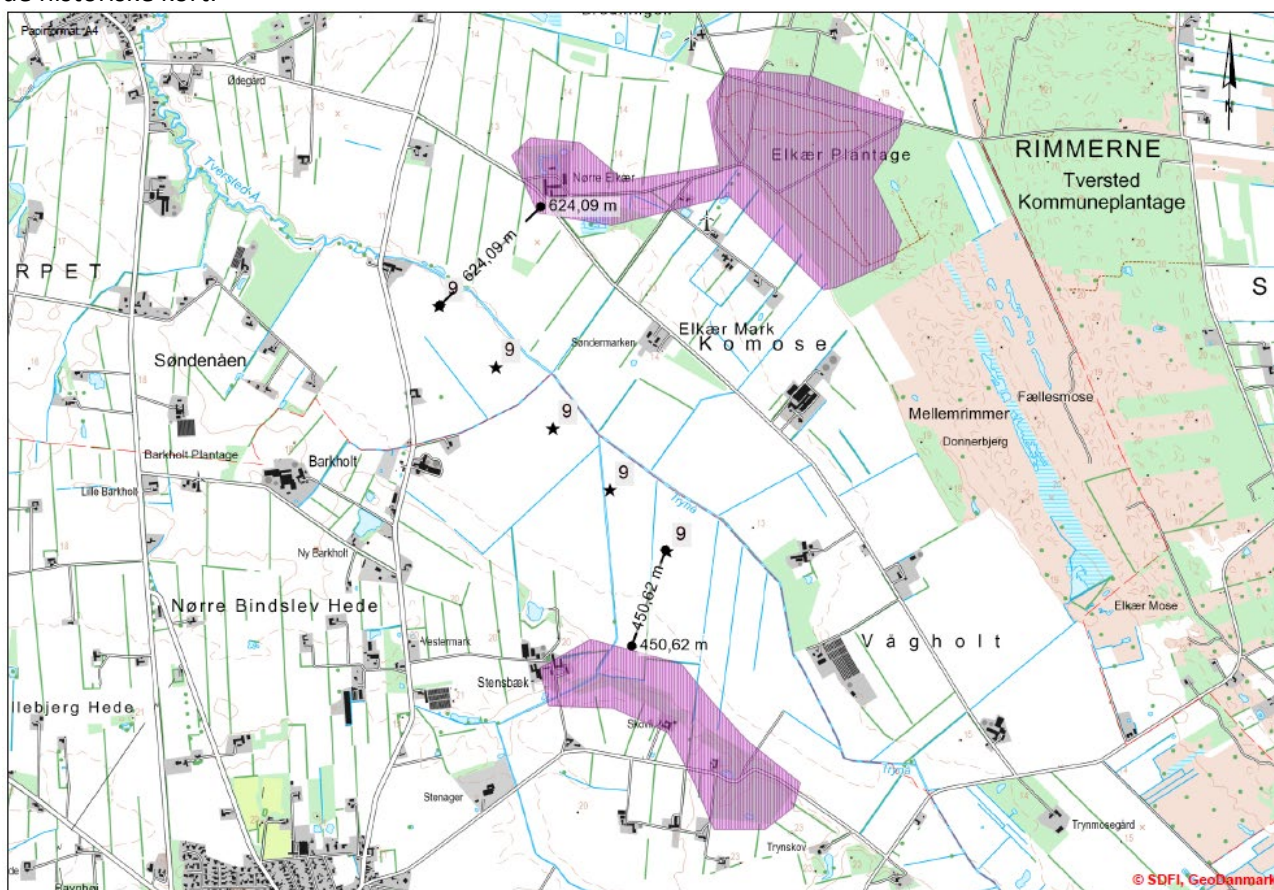 de historiske kort.
Papirformat: A4
Ødegård
Tversted Å
Nørre Elkær
Elkær Plantage
RIMMERNE
Tversted
Kommuneplantage
624,09 m
624,09 m
9
RPET
S
Søndenåen
9
Søndermarken
Elkær Mark
Komose
Fællesmose
Mellemrimmer
Donnerbjerg
9
Barkholt Plantage
Barkholt
Lille Barkholt
9
Trynå
Ny Barkholt
9
450,62 m
450,62 m
Nørre Bindslev Hede
Elkær Mose
Vestermark
Vågholt
Stensbæk
llebjerg Hede
Trynå
Stenager
Trynmosegård
Trynskov
© SDFI, GeoDanmark